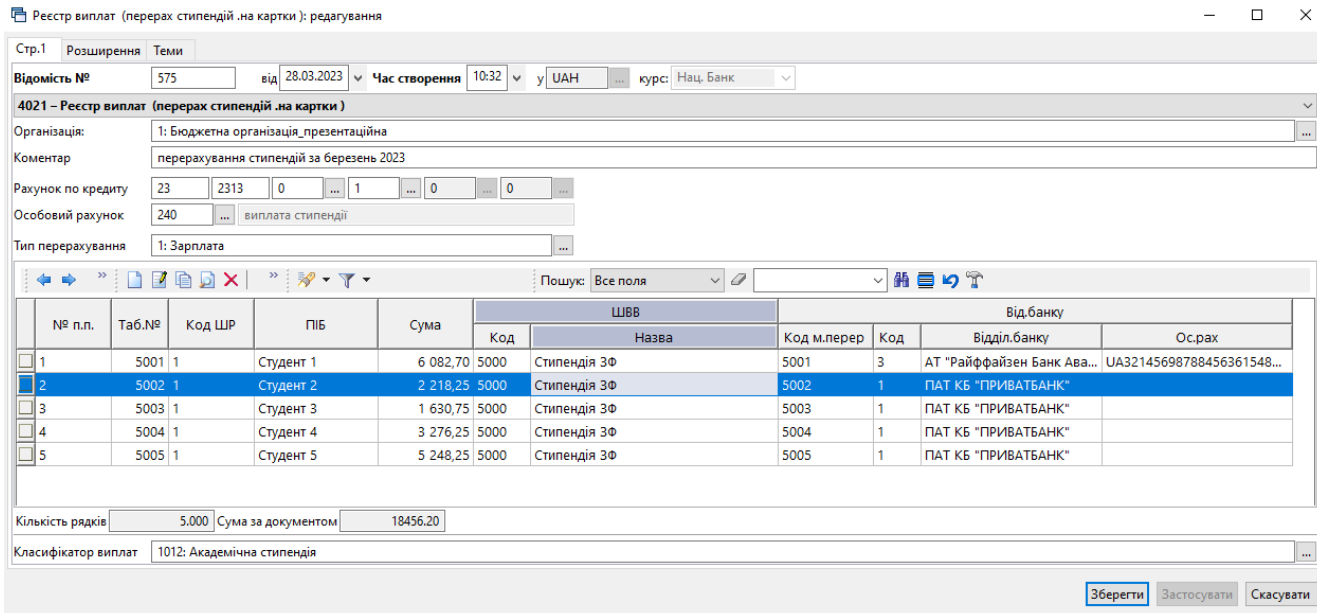 Реєстр виплат (перерах стипендій .на картки ): редагування
Стр.1 Розширення Теми
Відомість № 575 від 28.03.2023 Час створення 10:32 у UAH ... курс: Нац. Банк
4021 – Реєстр виплат (перерах стипендій .на картки )
Організація: 1: Бюджетна організація_презентаційна ...
Коментар перерахування стипендій за березень 2023
Рахунок по кредиту 23 2313 0 ... 1 ... 0 ... 0 ...
Особовий рахунок 240 ... виплата стипендії
Тип перерахування 1: Зарплата ...
Пошук: Все поля
№ п.п. Таб.№ Код ШР ПІБ Сума ШВВ Від.банку
Код Назва Код м.перер Код Відділ.банку Ос.рах
1 5001 1 Студент 1 6 082,70 5000 Стипендія ЗФ 5001 3 АТ "Райффайзен Банк Ава... UA32145698788456361548...
2 5002 1 Студент 2 2 218,25 5000 Стипендія ЗФ 5002 1 ПАТ КБ "ПРИВАТБАНК"
3 5003 1 Студент 3 1 630,75 5000 Стипендія ЗФ 5003 1 ПАТ КБ "ПРИВАТБАНК"
4 5004 1 Студент 4 3 276,25 5000 Стипендія ЗФ 5004 1 ПАТ КБ "ПРИВАТБАНК"
5 5005 1 Студент 5 5 248,25 5000 Стипендія ЗФ 5005 1 ПАТ КБ "ПРИВАТБАНК"
Кількість рядків 5.000 Сума за документом 18456.20
Класифікатор виплат 1012: Академічна стипендія ...
Зберегти Застосувати Скасувати